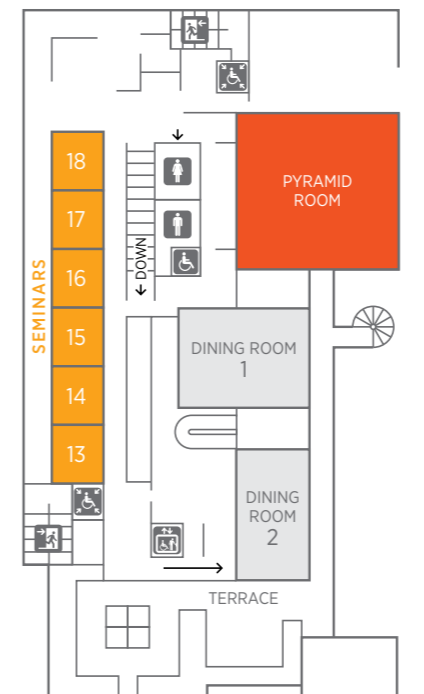 18
17
16
15
14
13
SEMINARS
DOWN
PYRAMID
ROOM
DINING ROOM
1
DINING
ROOM
2
TERRACE